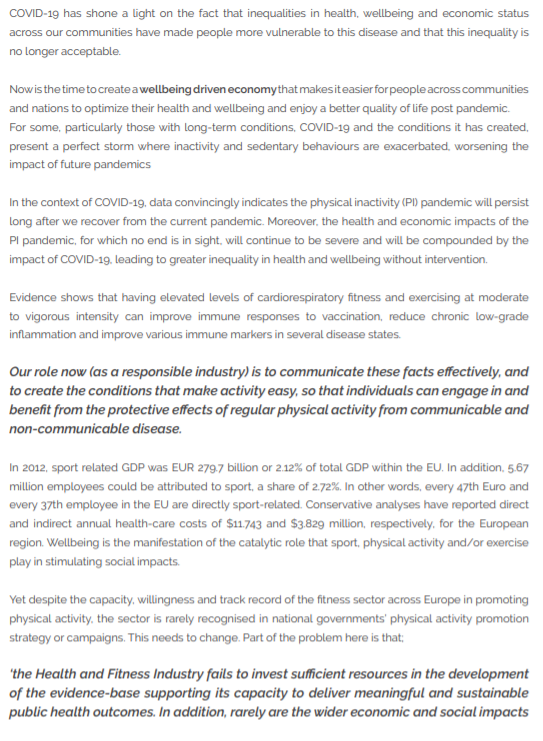 COVID-19 has shone a light on the fact that inequalities in health, wellbeing and economic status
across our communities have made people more vulnerable to this disease and that this inequality is
no longer acceptable.
Now is the time to create a wellbeing driven economy that makes it easier for people across communities
and nations to optimize their health and wellbeing and enjoy a better quality of life post pandemic.
For some, particularly those with long-term conditions, COVID-19 and the conditions it has created,
present a perfect storm where inactivity and sedentary behaviours are exacerbated, worsening the
impact of future pandemics
In the context of COVID-19, data convincingly indicates the physical inactivity (PI) pandemic will persist
long after we recover from the current pandemic. Moreover, the health and economic impacts of the
PI pandemic, for which no end is in sight, will continue to be severe and will be compounded by the
impact of COVID-19, leading to greater inequality in health and wellbeing without intervention.
Evidence shows that having elevated levels of cardiorespiratory fitness and exercising at moderate
to vigorous intensity can improve immune responses to vaccination, reduce chronic low-grade
inflammation and improve various immune markers in several disease states.
Our role now (as a responsible industry) is to communicate these facts effectively, and
to create the conditions that make activity easy, so that individuals can engage in and
benefit from the protective effects of regular physical activity from communicable and
non-communicable disease.
In 2012, sport related GDP was EUR 279.7 billion or 2.12% of total GDP within the EU. In addition, 5.67
million employees could be attributed to sport, a share of 2.72%. In other words, every 47th Euro and
every 37th employee in the EU are directly sport-related. Conservative analyses have reported direct
and indirect annual health-care costs of $11.743 and $3.829 million, respectively, for the European
region. Wellbeing is the manifestation of the catalytic role that sport, physical activity and/or exercise
play in stimulating social impacts.
Yet despite the capacity, willingness and track record of the fitness sector across Europe in promoting
physical activity, the sector is rarely recognised in national governments' physical activity promotion
strategy or campaigns. This needs to change. Part of the problem here is that;
'the Health and Fitness Industry fails to invest sufficient resources in the development
of the evidence-base supporting its capacity to deliver meaningful and sustainable
public health outcomes. In addition, rarely are the wider economic and social impacts